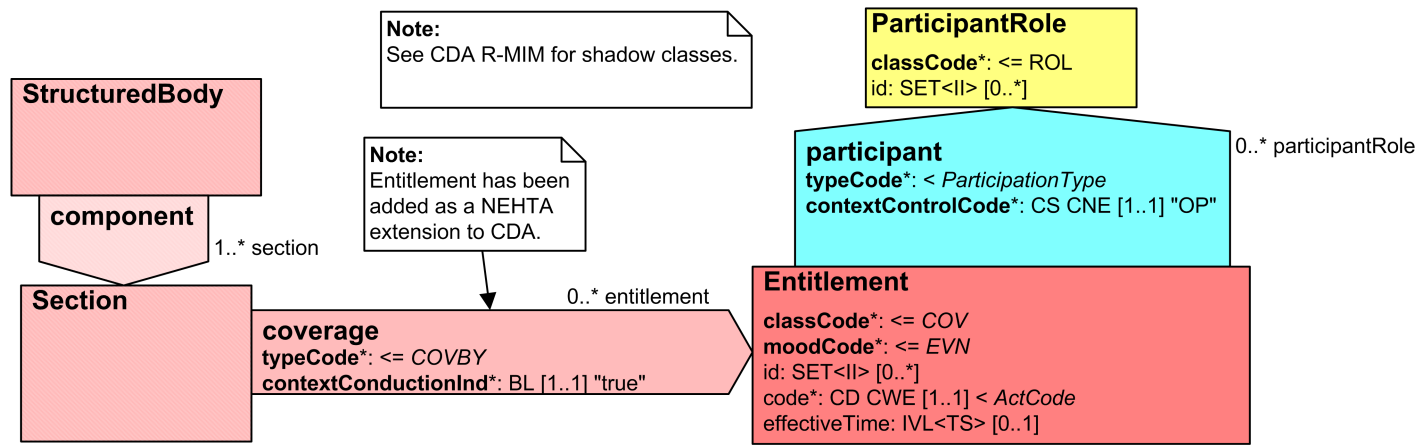 StructuredBody
component
1..* section
Section
Note:
See CDA R-MIM for shadow classes.
Note:
Entitlement has been
added as a NEHTA
extension to CDA.
0..* entitlement
coverage
typeCode*: <= COVBY
contextConductionInd*: BL [1..1] "true"
ParticipantRole
classCode*: <= ROL
id: SET<II> [0..*]
0..* participantRole
participant
typeCode*: < ParticipationType
contextControlCode*: CS CNE [1..1] "OP"
Entitlement
classCode*: <= COV
moodCode*: <= EVN
id: SET<II> [0..*]
code*: CD CWE [1..1] < ActCode
effectiveTime: IVL<TS> [0..1]